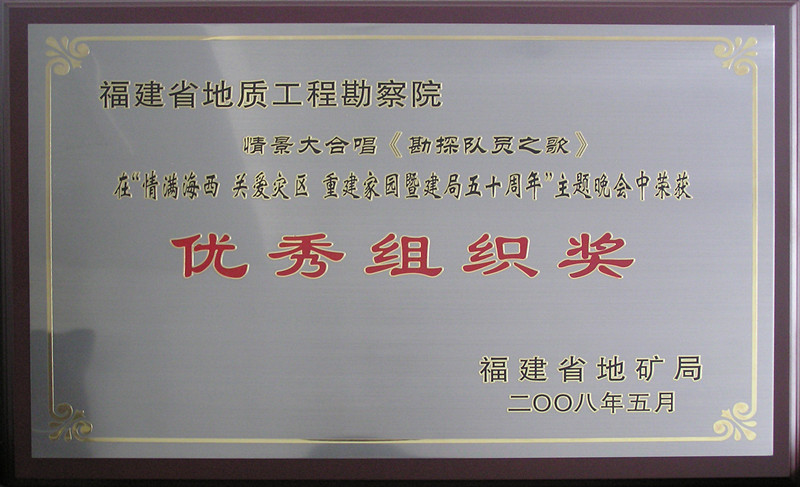 福建省地质工程勘察院
情景大合唱《勘探队员之歌》
在“情满海西 关爱灾区 重建家园暨建局五十周年”主题晚会中荣获
优秀组织奖
福建省地矿局
二〇〇八年五月